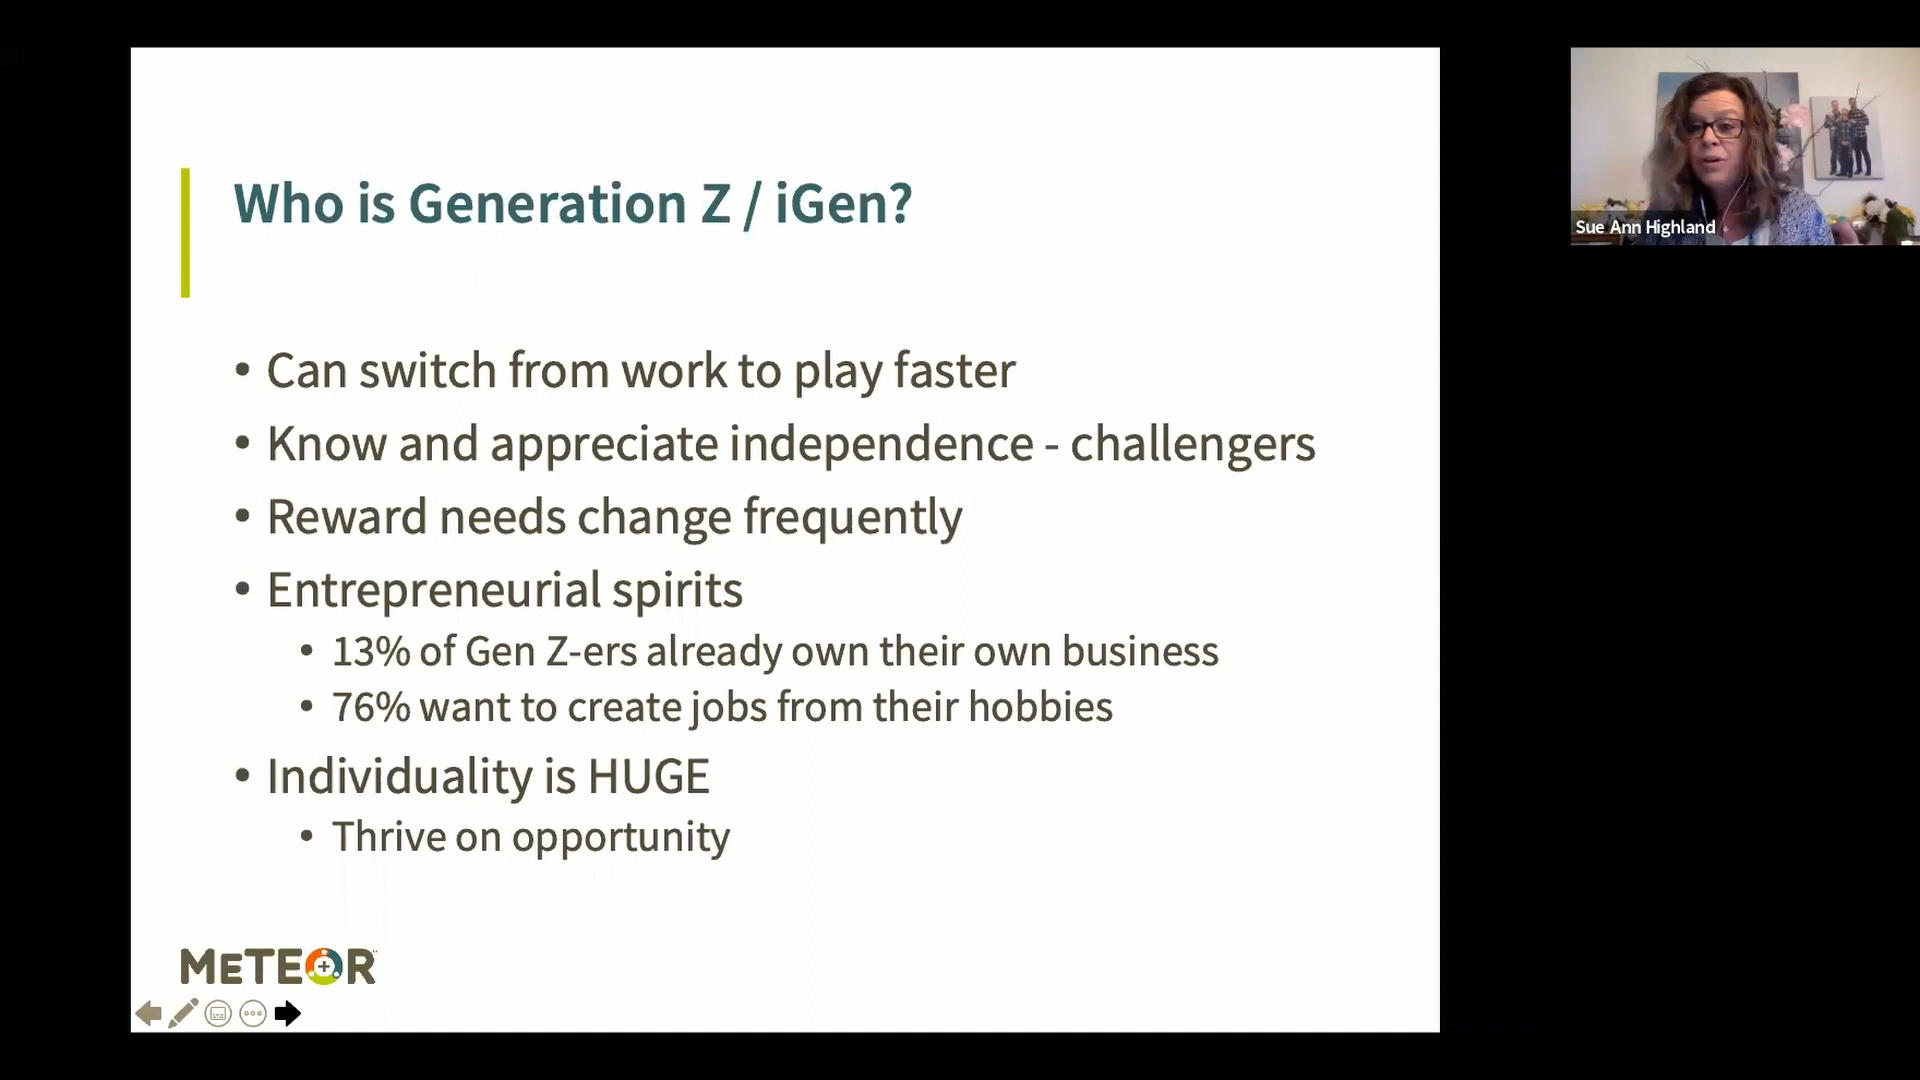 Who is Generation Z / iGen?
• Can switch from work to play faster
• Know and appreciate independence - challengers
• Reward needs change frequently
• Entrepreneurial spirits
• 13% of Gen Z-ers already own their own business
• 76% want to create jobs from their hobbies
• Individuality is HUGE
• Thrive on opportunity
METEOR
Sue Ann Highland